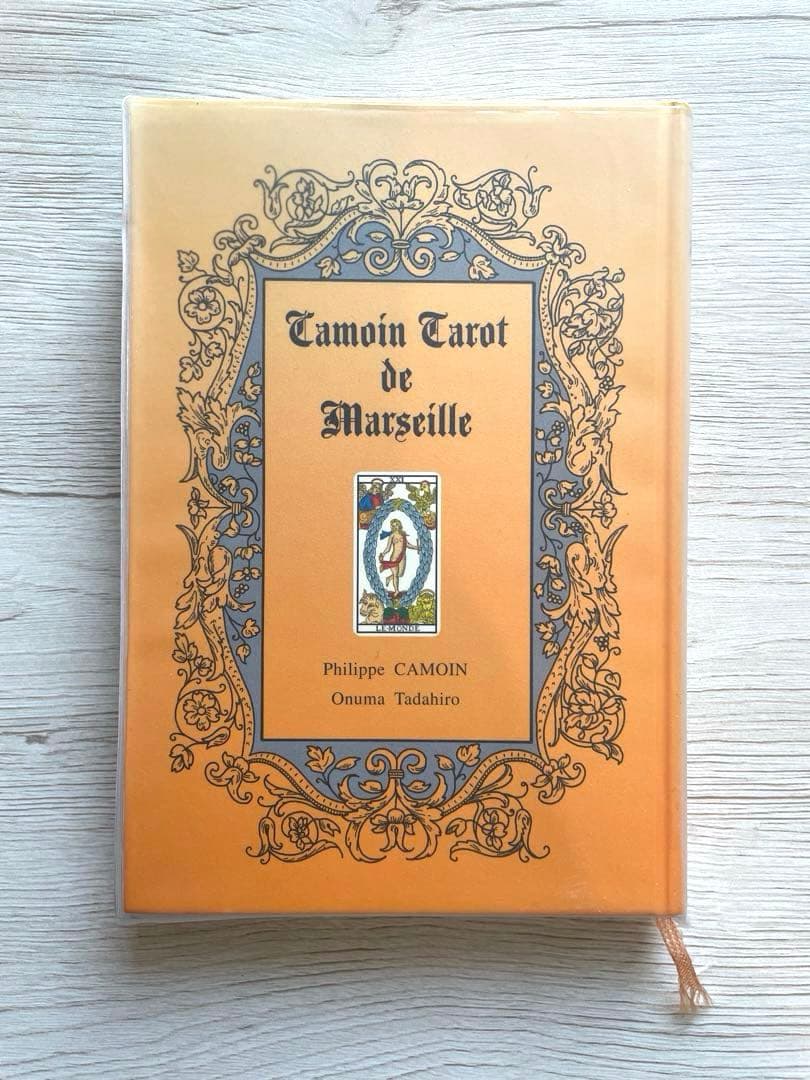 Camoin Tarot
de
Marseille
XXI
LE·MONDE
Philippe CAMOIN
Onuma Tadahiro